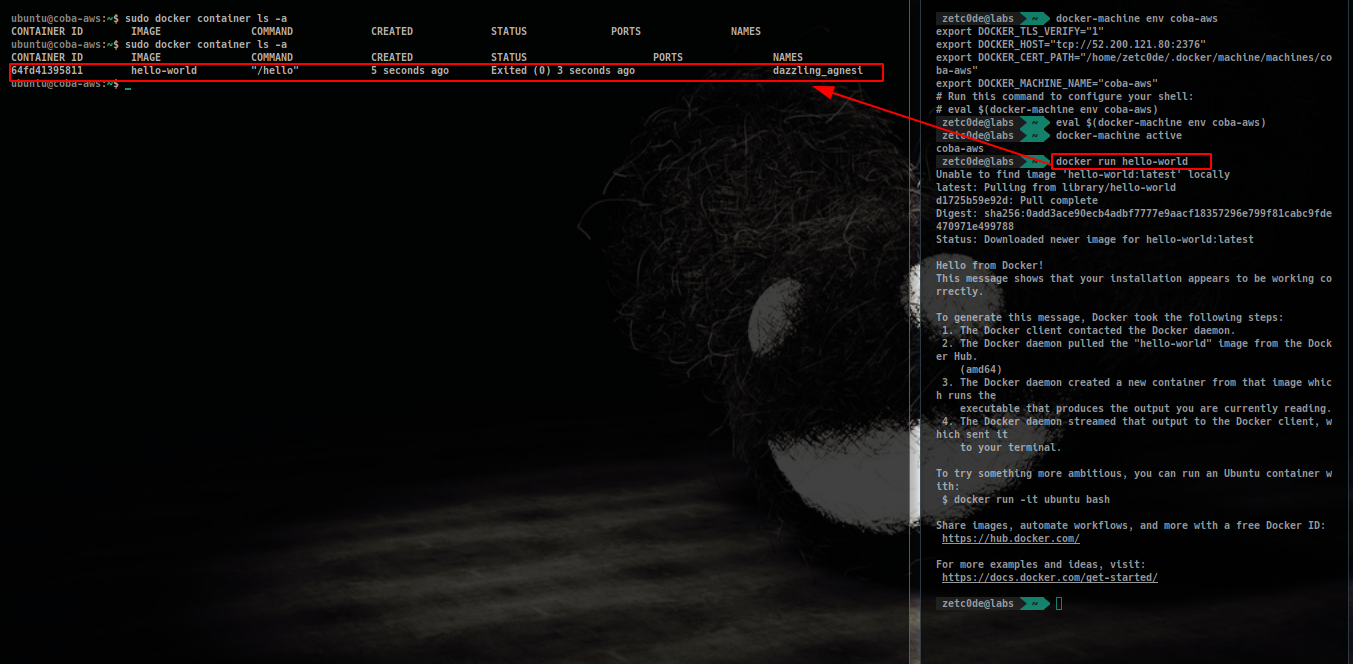 ubuntu@coba-aws:~$ sudo docker container ls -a
CONTAINER ID IMAGE COMMAND CREATED STATUS PORTS NAMES
ubuntu@coba-aws:~$ sudo docker container ls -a
CONTAINER ID IMAGE COMMAND CREATED STATUS PORTS NAMES
64fd41395811 hello-world "/hello" 5 seconds ago Exited (0) 3 seconds ago dazzling_agnesi
ubuntu@coba-aws:~$ _
zetc0de@labs ~ docker-machine env coba-aws
export DOCKER_TLS_VERIFY="1"
export DOCKER_HOST="tcp://52.200.121.80:2376"
export DOCKER_CERT_PATH="/home/zetc0de/.docker/machine/machines/co
ba-aws"
export DOCKER_MACHINE_NAME="coba-aws"
# Run this command to configure your shell:
# eval $(docker-machine env coba-aws)
zetc0de@labs ~ eval $(docker-machine env coba-aws)
zetc0de@labs ~ docker-machine active
coba-aws
zetc0de@labs ~ docker run hello-world
Unable to find image 'hello-world:latest' locally
latest: Pulling from library/hello-world
d1725b59e92d: Pull complete
Digest: sha256:0add3ace90ecb4adbf7777e9aacf18357296e799f81cabc9fde
470971e499788
Status: Downloaded newer image for hello-world:latest
Hello from Docker!
This message shows that your installation appears to be working co
rrectly.
To generate this message, Docker took the following steps:
1. The Docker client contacted the Docker daemon.
2. The Docker daemon pulled the "hello-world" image from the Dock
er Hub.
(amd64)
3. The Docker daemon created a new container from that image whic
h runs the
executable that produces the output you are currently reading.
4. The Docker daemon streamed that output to the Docker client, w
hich sent it
to your terminal.
To try something more ambitious, you can run an Ubuntu container w
ith:
$ docker run -it ubuntu bash
Share images, automate workflows, and more with a free Docker ID:
https://hub.docker.com/
For more examples and ideas, visit:
https://docs.docker.com/get-started/
zetc0de@labs ~